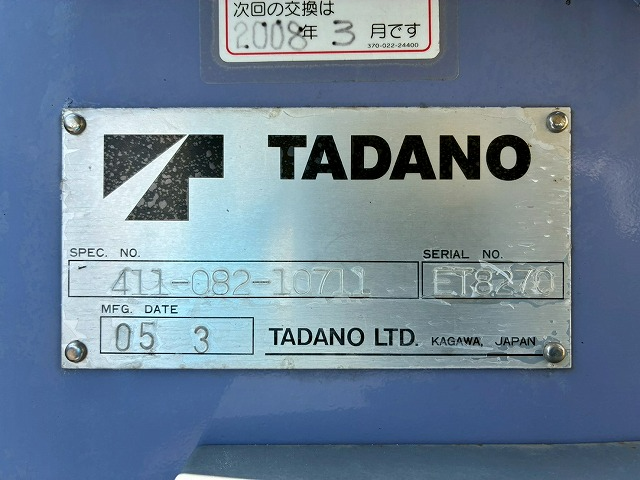 次回の交換は
2008年 3 月です
370-022-24400
TADANO
SPEC. NO.
SERIAL NO.
411-082-10711
ET8270
MFG. DATE
05 3
TADANO LTD. KAGAWA, JAPAN